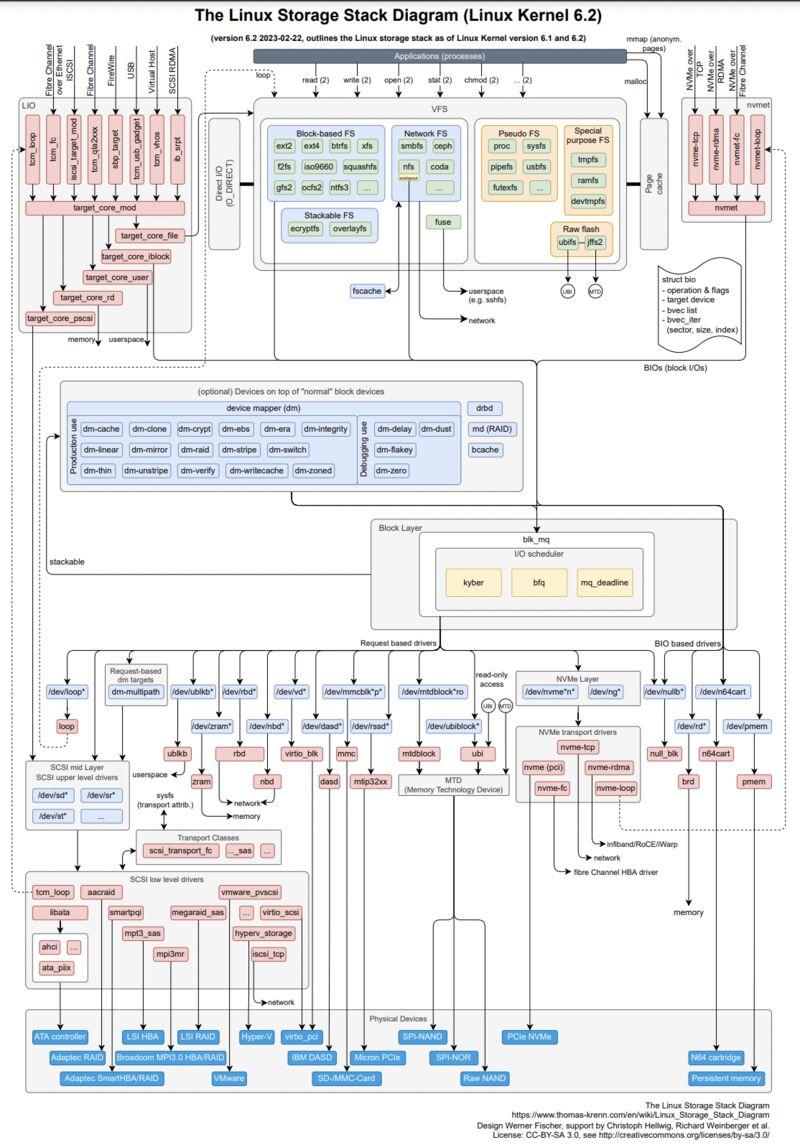 The Linux Storage Stack Diagram (Linux Kernel 6.2)
(version 6.2 2023-02-22, outlines the Linux storage stack as of Linux Kernel version 6.1 and 6.2)
Applications (processes)
mmap (anonym. pages)
malloc
loop
read (2)
write (2)
open (2)
stat (2)
chmod (2)
... (2)
Fibre Channel over Ethernet
ISCSI
Fibre Channel
FireWire
USB
Virtual Host
SCSI RDMA
LIO
tcm_loop
tcm_fc
iscsi_target_mod
tcm_qla2xxx
sbp_target
tcm_usb_gadget
tcm_vhos
ib_srpt
target_core_mod
target_core_file
target_core_iblock
target_core_user
target_core_rd
target_core_pscsi
memory
userspace
Direct I/O
(O_DIRECT)
VFS
Block-based FS
ext2
ext4
btrfs
xfs
f2fs
iso9660
squashfs
gfs2
ocfs2
ntfs3
...
Stackable FS
ecryptfs
overlayfs
Network FS
smbfs
ceph
nfs
coda
...
fuse
Pseudo FS
proc
sysfs
pipefs
usbfs
futexfs
...
Special purpose FS
tmpfs
ramfs
devtmpfs
Raw flash
ubifs
jffs2
UBI
MTD
Page cache
fscache
userspace
(e.g. sshfs)
network
NVMe over TCP
NVMe over RDMA
NVMe over Fibre Channel
nvmet
nvme-tcp
nvme-rdma
nvmet-fc
nvmet-loop
nvmet
struct bio
- operation & flags
- target device
- bvec list
- bvec_iter
(sector, size, index)
BIOs (block I/Os)
(optional) Devices on top of "normal" block devices
device mapper (dm)
Production use
dm-cache
dm-clone
dm-crypt
dm-ebs
dm-era
dm-integrity
dm-linear
dm-mirror
dm-raid
dm-stripe
dm-switch
dm-thin
dm-unstripe
dm-verify
dm-writecache
dm-zoned
Debugging use
dm-delay
dm-dust
dm-flakey
dm-zero
drbd
md (RAID)
bcache
stackable
Block Layer
blk_mq
I/O scheduler
kyber
bfq
mq_deadline
Request based drivers
BIO based drivers
Request-based
dm targets
dm-multipath
/dev/loop*
loop
/dev/ublkb*
/dev/rbd*
/dev/vd*
/dev/mmcblk*p*
/dev/mtdblock*ro
read-only
access
UBI
MTD
/dev/zram*
/dev/nbd*
/dev/dasd*
/dev/rssd*
/dev/ubiblock*
ublkb
rbd
virtio_blk
mmc
mtdblock
ubi
userspace
zram
nbd
dasd
mtip32xx
network
memory
MTD
(Memory Technology Device)
NVMe Layer
/dev/nvme*n*
/dev/ng*
NVMe transport drivers
nvme-tcp
nvme (pci)
nvme-rdma
nvme-fc
nvme-loop
infiband/RoCE/iWarp
network
fibre Channel HBA driver
/dev/nullb*
/dev/n64cart
/dev/rd*
/dev/pmem
null_blk
n64cart
brd
pmem
memory
SCSI mid Layer
SCSI upper level drivers
/dev/sd*
/dev/sr*
/dev/st*
...
sysfs
(transport attrib.)
Transport Classes
scsi_transport_fc
..._sas
...
SCSI low level drivers
tcm_loop
aacraid
vmware_pvscsi
libata
smartpqi
megaraid_sas
...
virtio_scsi
ahci
...
ata_piix
mpt3_sas
hyperv_storage
mpi3mr
iscsi_tcp
network
Physical Devices
ATA controller
LSI HBA
LSI RAID
Hyper-V
virtio_pci
SPI-NAND
PCIe NVMe
Adaptec RAID
Broadcom MPI3.0 HBA/RAID
IBM DASD
Micron PCIe
SPI-NOR
N64 cartridge
Adaptec SmartHBA/RAID
VMware
SD-/MMC-Card
Raw NAND
Persistent memory
The Linux Storage Stack Diagram
https://www.thomas-krenn.com/en/wiki/Linux_Storage_Stack_Diagram
Design Werner Fischer, support by Christoph Hellwig, Richard Weinberger et al.
License: CC-BY-SA 3.0, see http://creativecommons.org/licenses/by-sa/3.0/